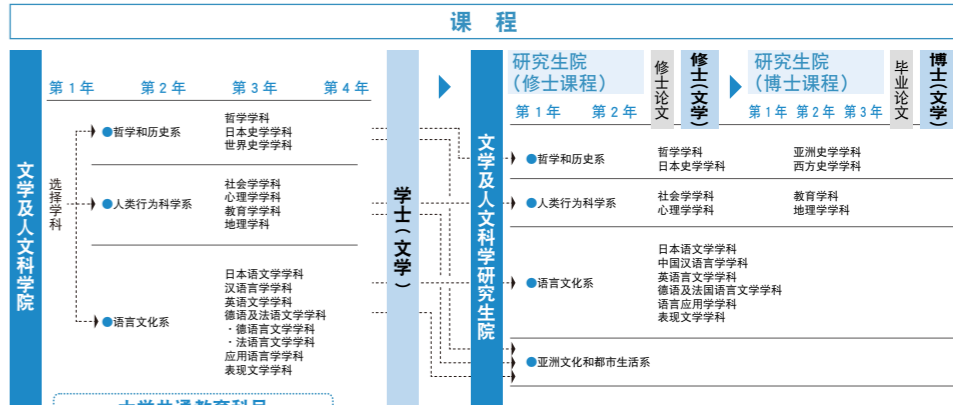 课 程
文学及人文科学院
第1年 第2年 第3年 第4年
选择学科
●哲学和历史系
哲学学科
日本史学学科
世界史学学科
●人类行为科学系
社会学学科
心理学学科
教育学学科
地理学科
●语言文化系
日本语文学学科
汉语言学学科
英语文学学科
德语及法语文学学科
・德语言文学学科
・法语言文学学科
应用语言学学科
表现文学学科
大学共通教育科目
学士(文学)
文学及人文科学研究生院
研究生院
(修士课程)
第1年 第2年
修士论文
修士(文学)
研究生院
(博士课程)
第1年 第2年 第3年
毕业论文
博士(文学)
●哲学和历史系
哲学学科
日本史学学科
亚洲史学学科
西方史学学科
●人类行为科学系
社会学学科
心理学学科
教育学科
地理学学科
●语言文化系
日本语言文学学科
中国汉语言学学科
英语言文学学科
德语及法国语言文学学科
语言应用学学科
表现文学学科
●亚洲文化和都市生活系